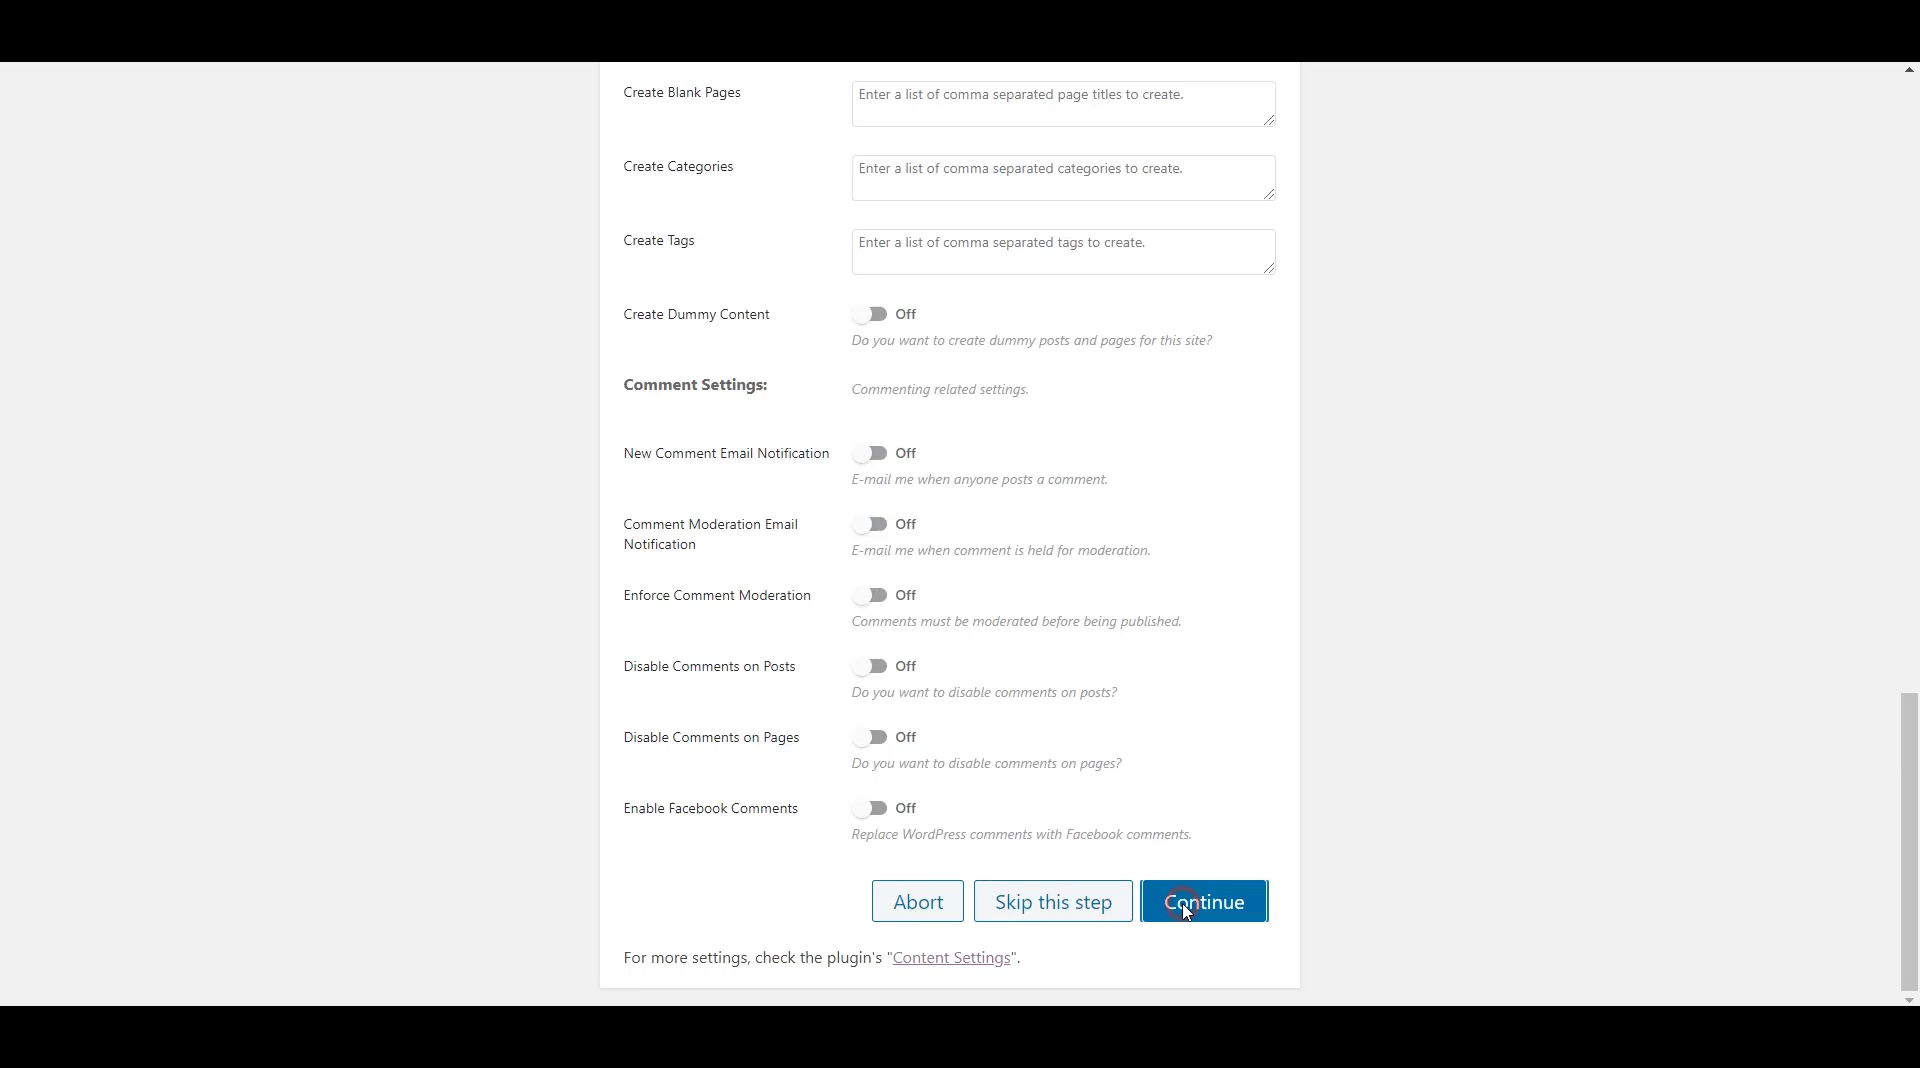 Create Blank Pages
Enter a list of comma separated page titles to create.
Create Categories
Enter a list of comma separated categories to create.
Create Tags
Enter a list of comma separated tags to create.
Create Dummy Content
Off
Do you want to create dummy posts and pages for this site?
Comment Settings:
Commenting related settings.
New Comment Email Notification
Off
E-mail me when anyone posts a comment.
Comment Moderation Email
Notification
Off
E-mail me when comment is held for moderation.
Enforce Comment Moderation
Off
Comments must be moderated before being published.
Disable Comments on Posts
Off
Do you want to disable comments on posts?
Disable Comments on Pages
Off
Do you want to disable comments on pages?
Enable Facebook Comments
Off
Replace WordPress comments with Facebook comments.
Abort
Skip this step
Continue
For more settings, check the plugin's "Content Settings".